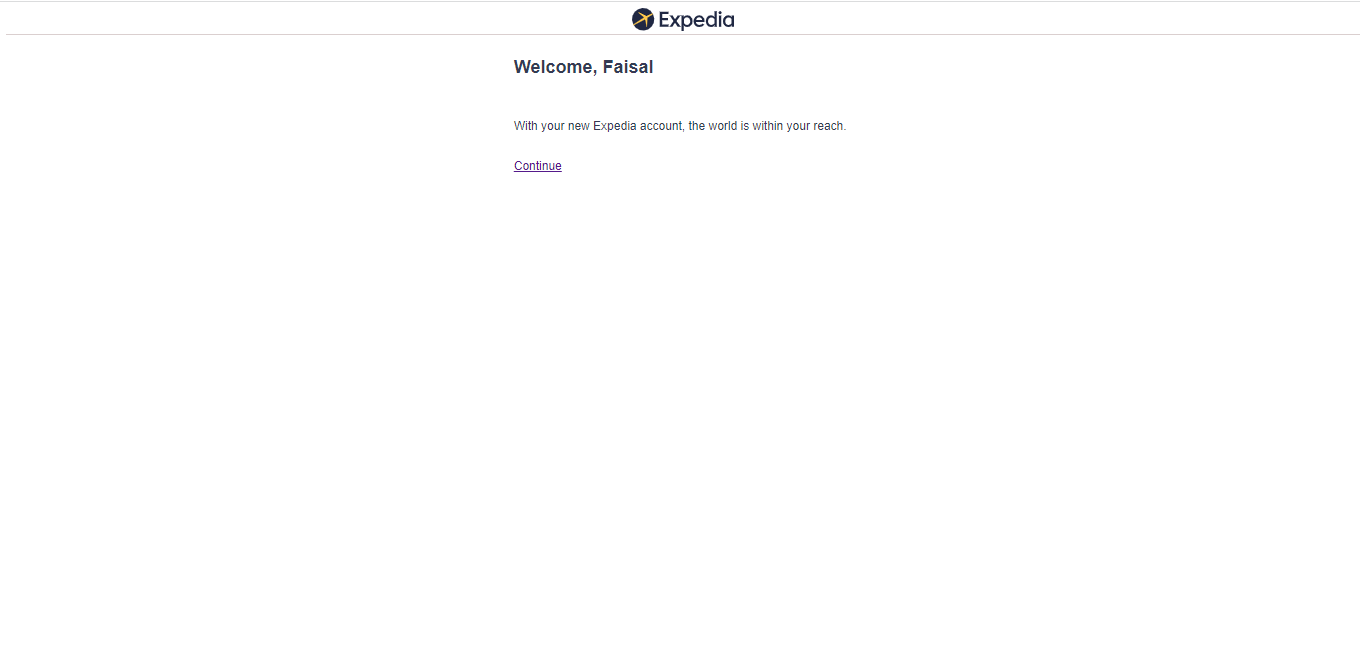 Expedia
Welcome, Faisal
With your new Expedia account, the world is within your reach.
Continue